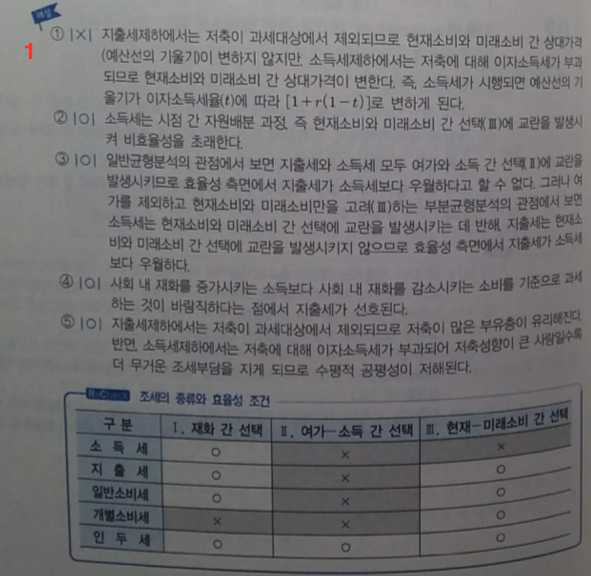 해설
1
① |×| 지출세제하에서는 저축이 과세대상에서 제외되므로 현재소비와 미래소비 간 상대가격
(예산선의 기울기)이 변하지 않지만, 소득세제하에서는 저축에 대해 이자소득세가 부과
되므로 현재소비와 미래소비 간 상대가격이 변한다. 즉, 소득세가 시행되면 예산선의 기
울기가 이자소득세율(t)에 따라 [1+r(1-t)]로 변하게 된다.
② |○| 소득세는 시점 간 자원배분 과정, 즉 현재소비와 미래소비 간 선택(Ⅲ)에 교란을 발생시
켜 비효율성을 초래한다.
③ |○| 일반균형분석의 관점에서 보면 지출세와 소득세 모두 여가와 소득 간 선택(Ⅱ)에 교란을
발생시키므로 효율성 측면에서 지출세가 소득세보다 우월하다고 할 수 없다. 그러나 여
가를 제외하고 현재소비와 미래소비만을 고려(Ⅲ)하는 부분균형분석의 관점에서 보면
소득세는 현재소비와 미래소비 간 선택에 교란을 발생시키는 데 반해, 지출세는 현재소
비와 미래소비 간 선택에 교란을 발생시키지 않으므로 효율성 측면에서 지출세가 소득세
보다 우월하다.
④ |○| 사회 내 재화를 증가시키는 소득보다 사회 내 재화를 감소시키는 소비를 기준으로 과세
하는 것이 바람직하다는 점에서 지출세가 선호된다.
⑤ |○| 지출세제하에서는 저축이 과세대상에서 제외되므로 저축이 많은 부유층이 유리해진다.
반면, 소득세제하에서는 저축에 대해 이자소득세가 부과되어 저축성향이 큰 사람일수록
더 무거운 조세부담을 지게 되므로 수평적 공평성이 저해된다.
ReCheck 조세의 종류와 효율성 조건
구 분 Ⅰ. 재화 간 선택 Ⅱ. 여가-소득 간 선택 Ⅲ. 현재-미래소비 간 선택
소 득 세 ○ × ×
지 출 세 ○ × ○
일반소비세 ○ × ○
개별소비세 × × ○
인 두 세 ○ ○ ○